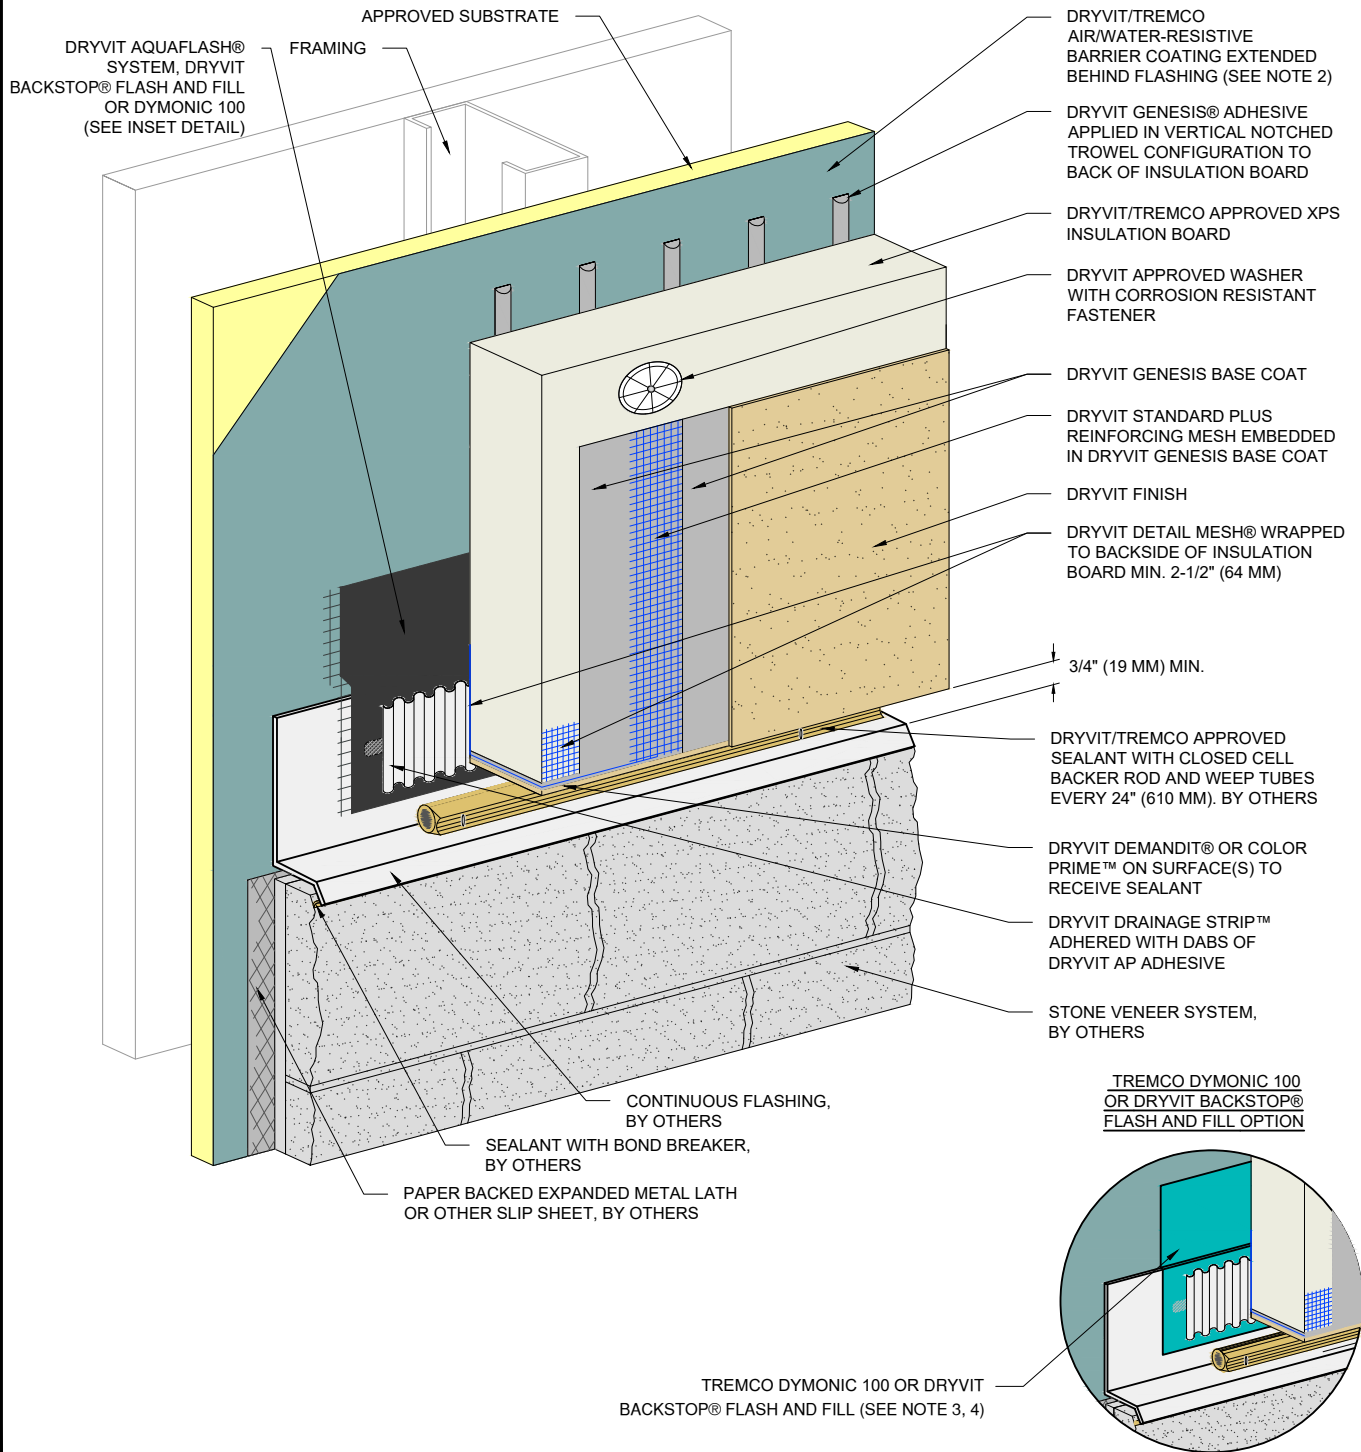 APPROVED SUBSTRATE
DRYVIT AQUAFLASH®
SYSTEM, DRYVIT
BACKSTOP® FLASH AND FILL
OR DYMONIC 100
(SEE INSET DETAIL)
FRAMING
DRYVIT/TREMCO
AIR/WATER-RESISTIVE
BARRIER COATING EXTENDED
BEHIND FLASHING (SEE NOTE 2)
DRYVIT GENESIS® ADHESIVE
APPLIED IN VERTICAL NOTCHED
TROWEL CONFIGURATION TO
BACK OF INSULATION BOARD
DRYVIT/TREMCO APPROVED XPS
INSULATION BOARD
DRYVIT APPROVED WASHER
WITH CORROSION RESISTANT
FASTENER
DRYVIT GENESIS BASE COAT
DRYVIT STANDARD PLUS
REINFORCING MESH EMBEDDED
IN DRYVIT GENESIS BASE COAT
DRYVIT FINISH
DRYVIT DETAIL MESH® WRAPPED
TO BACKSIDE OF INSULATION
BOARD MIN. 2-1/2" (64 MM)
3/4" (19 MM) MIN.
DRYVIT/TREMCO APPROVED
SEALANT WITH CLOSED CELL
BACKER ROD AND WEEP TUBES
EVERY 24" (610 MM). BY OTHERS
DRYVIT DEMANDIT® OR COLOR
PRIME™ ON SURFACE(S) TO
RECEIVE SEALANT
DRYVIT DRAINAGE STRIP™
ADHERED WITH DABS OF
DRYVIT AP ADHESIVE
STONE VENEER SYSTEM,
BY OTHERS
CONTINUOUS FLASHING,
BY OTHERS
SEALANT WITH BOND BREAKER,
BY OTHERS
PAPER BACKED EXPANDED METAL LATH
OR OTHER SLIP SHEET, BY OTHERS
TREMCO DYMONIC 100
OR DRYVIT BACKSTOP®
FLASH AND FILL OPTION
TREMCO DYMONIC 100 OR DRYVIT
BACKSTOP® FLASH AND FILL (SEE NOTE 3, 4)